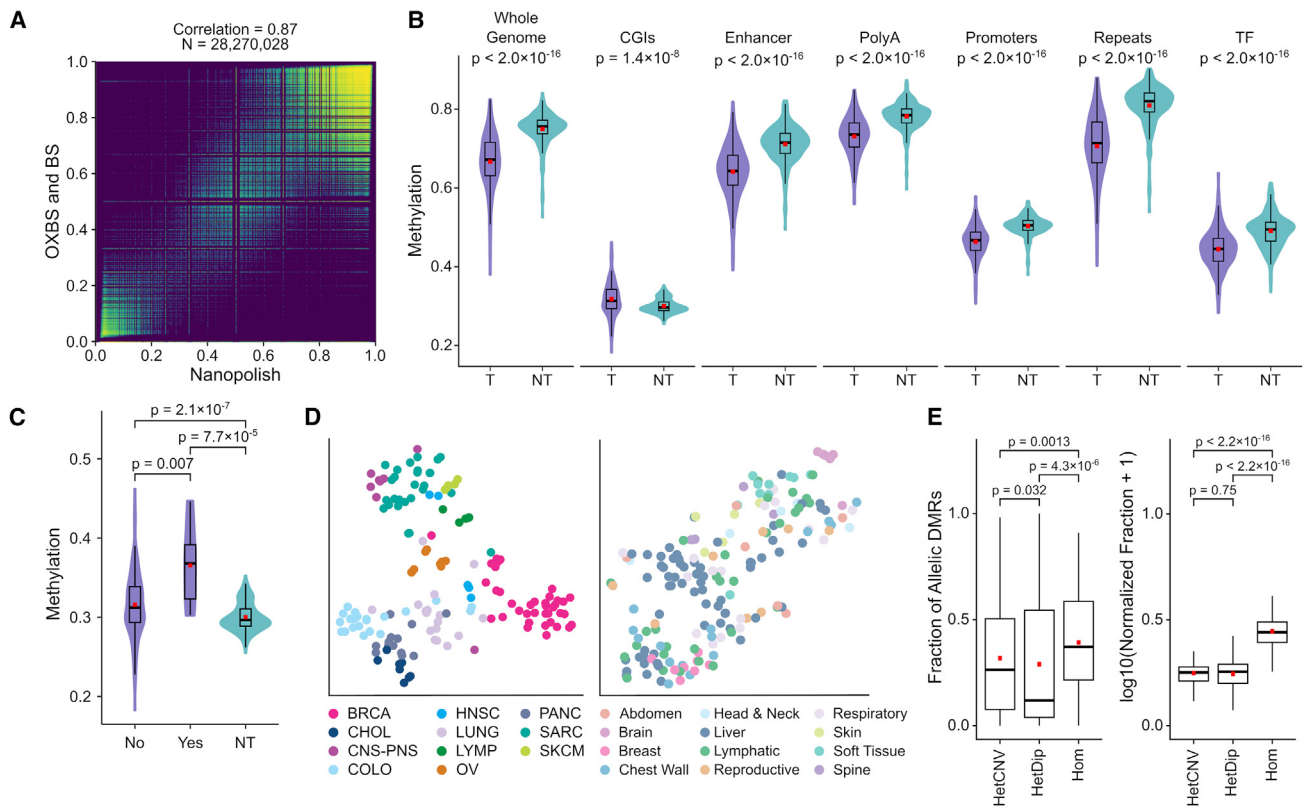 A
Correlation = 0.87
N = 28,270,028
OXBS and BS
1.0
0.8
0.6
0.4
0.2
0.0
0.0 0.2 0.4 0.6 0.8 1.0
Nanopolish
B
Whole
Genome CGIs Enhancer PolyA Promoters Repeats TF
p < 2.0×10⁻¹⁶ p = 1.4×10⁻⁸ p < 2.0×10⁻¹⁶ p < 2.0×10⁻¹⁶ p < 2.0×10⁻¹⁶ p < 2.0×10⁻¹⁶ p < 2.0×10⁻¹⁶
Methylation
0.8
0.6
0.4
0.2
T NT T NT T NT T NT T NT T NT T NT
C
p = 2.1×10⁻⁷
p = 7.7×10⁻⁵
p = 0.007
Methylation
0.5
0.4
0.3
0.2
No Yes NT
D
BRCA HNSC PANC
CHOL LUNG SARC
CNS-PNS LYMP SKCM
COLO OV
Abdomen Head & Neck Respiratory
Brain Liver Skin
Breast Lymphatic Soft Tissue
Chest Wall Reproductive Spine
E
p = 0.0013
p = 4.3×10⁻⁶
p = 0.032
Fraction of Allelic DMRs
1.0
0.5
0.0
HetCNV HetDip Hom
p < 2.2×10⁻¹⁶
p < 2.2×10⁻¹⁶
p = 0.75
log10(Normalized Fraction + 1)
1.0
0.5
0.0
HetCNV HetDip Hom